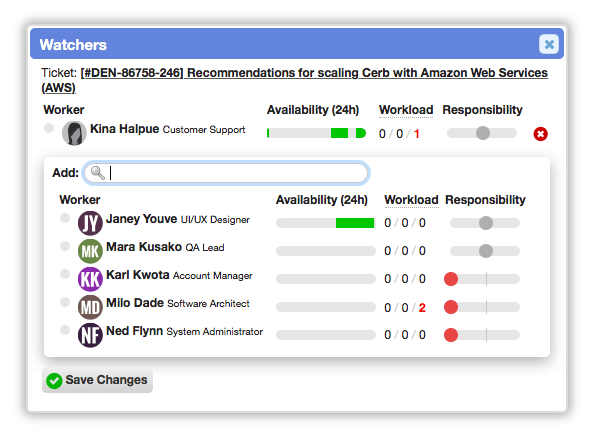 Watchers
Ticket: [#DEN-86758-246] Recommendations for scaling Cerb with Amazon Web Services
(AWS)
Worker Availability (24h) Workload Responsibility
Kina Halpue Customer Support 0 / 0 / 1
Add:
Worker Availability (24h) Workload Responsibility
JY Janey Youve UI/UX Designer 0 / 0 / 0
MK Mara Kusako QA Lead 0 / 0 / 0
KK Karl Kwota Account Manager 0 / 0 / 0
MD Milo Dade Software Architect 0 / 0 / 2
NF Ned Flynn System Administrator 0 / 0 / 0
Save Changes